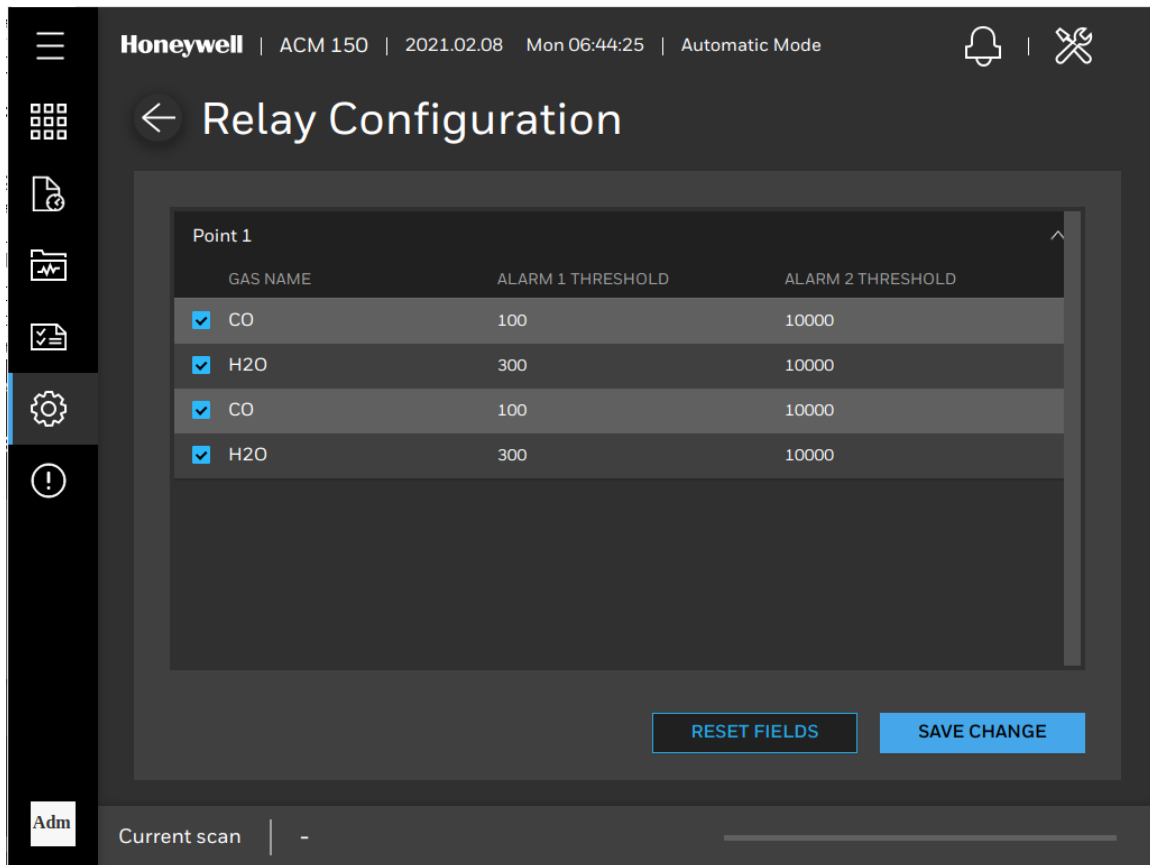 Honeywell | ACM 150 | 2021.02.08 Mon 06:44:25 | Automatic Mode
Relay Configuration
Point 1
GAS NAME ALARM 1 THRESHOLD ALARM 2 THRESHOLD
CO 100 10000
H2O 300 10000
CO 100 10000
H2O 300 10000
RESET FIELDS SAVE CHANGE
Adm
Current scan | -